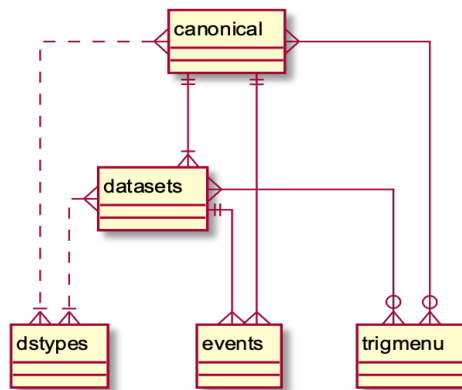 canonical
datasets
dstypes
events
trigmenu